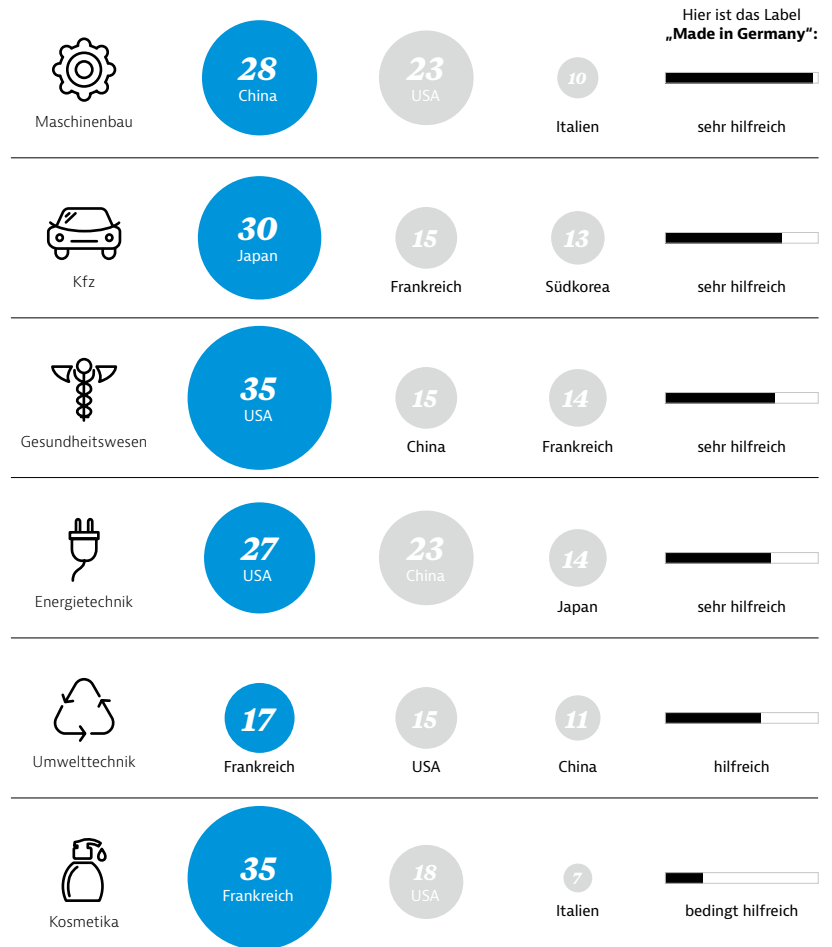 Hier ist das Label
„Made in Germany“:
28
China
23
USA
10
Italien
sehr hilfreich
Maschinenbau
30
Japan
15
Frankreich
13
Südkorea
sehr hilfreich
Kfz
35
USA
15
China
14
Frankreich
sehr hilfreich
Gesundheitswesen
27
USA
23
China
14
Japan
sehr hilfreich
Energietechnik
17
Frankreich
15
USA
11
China
hilfreich
Umwelttechnik
35
Frankreich
18
USA
7
Italien
bedingt hilfreich
Kosmetika